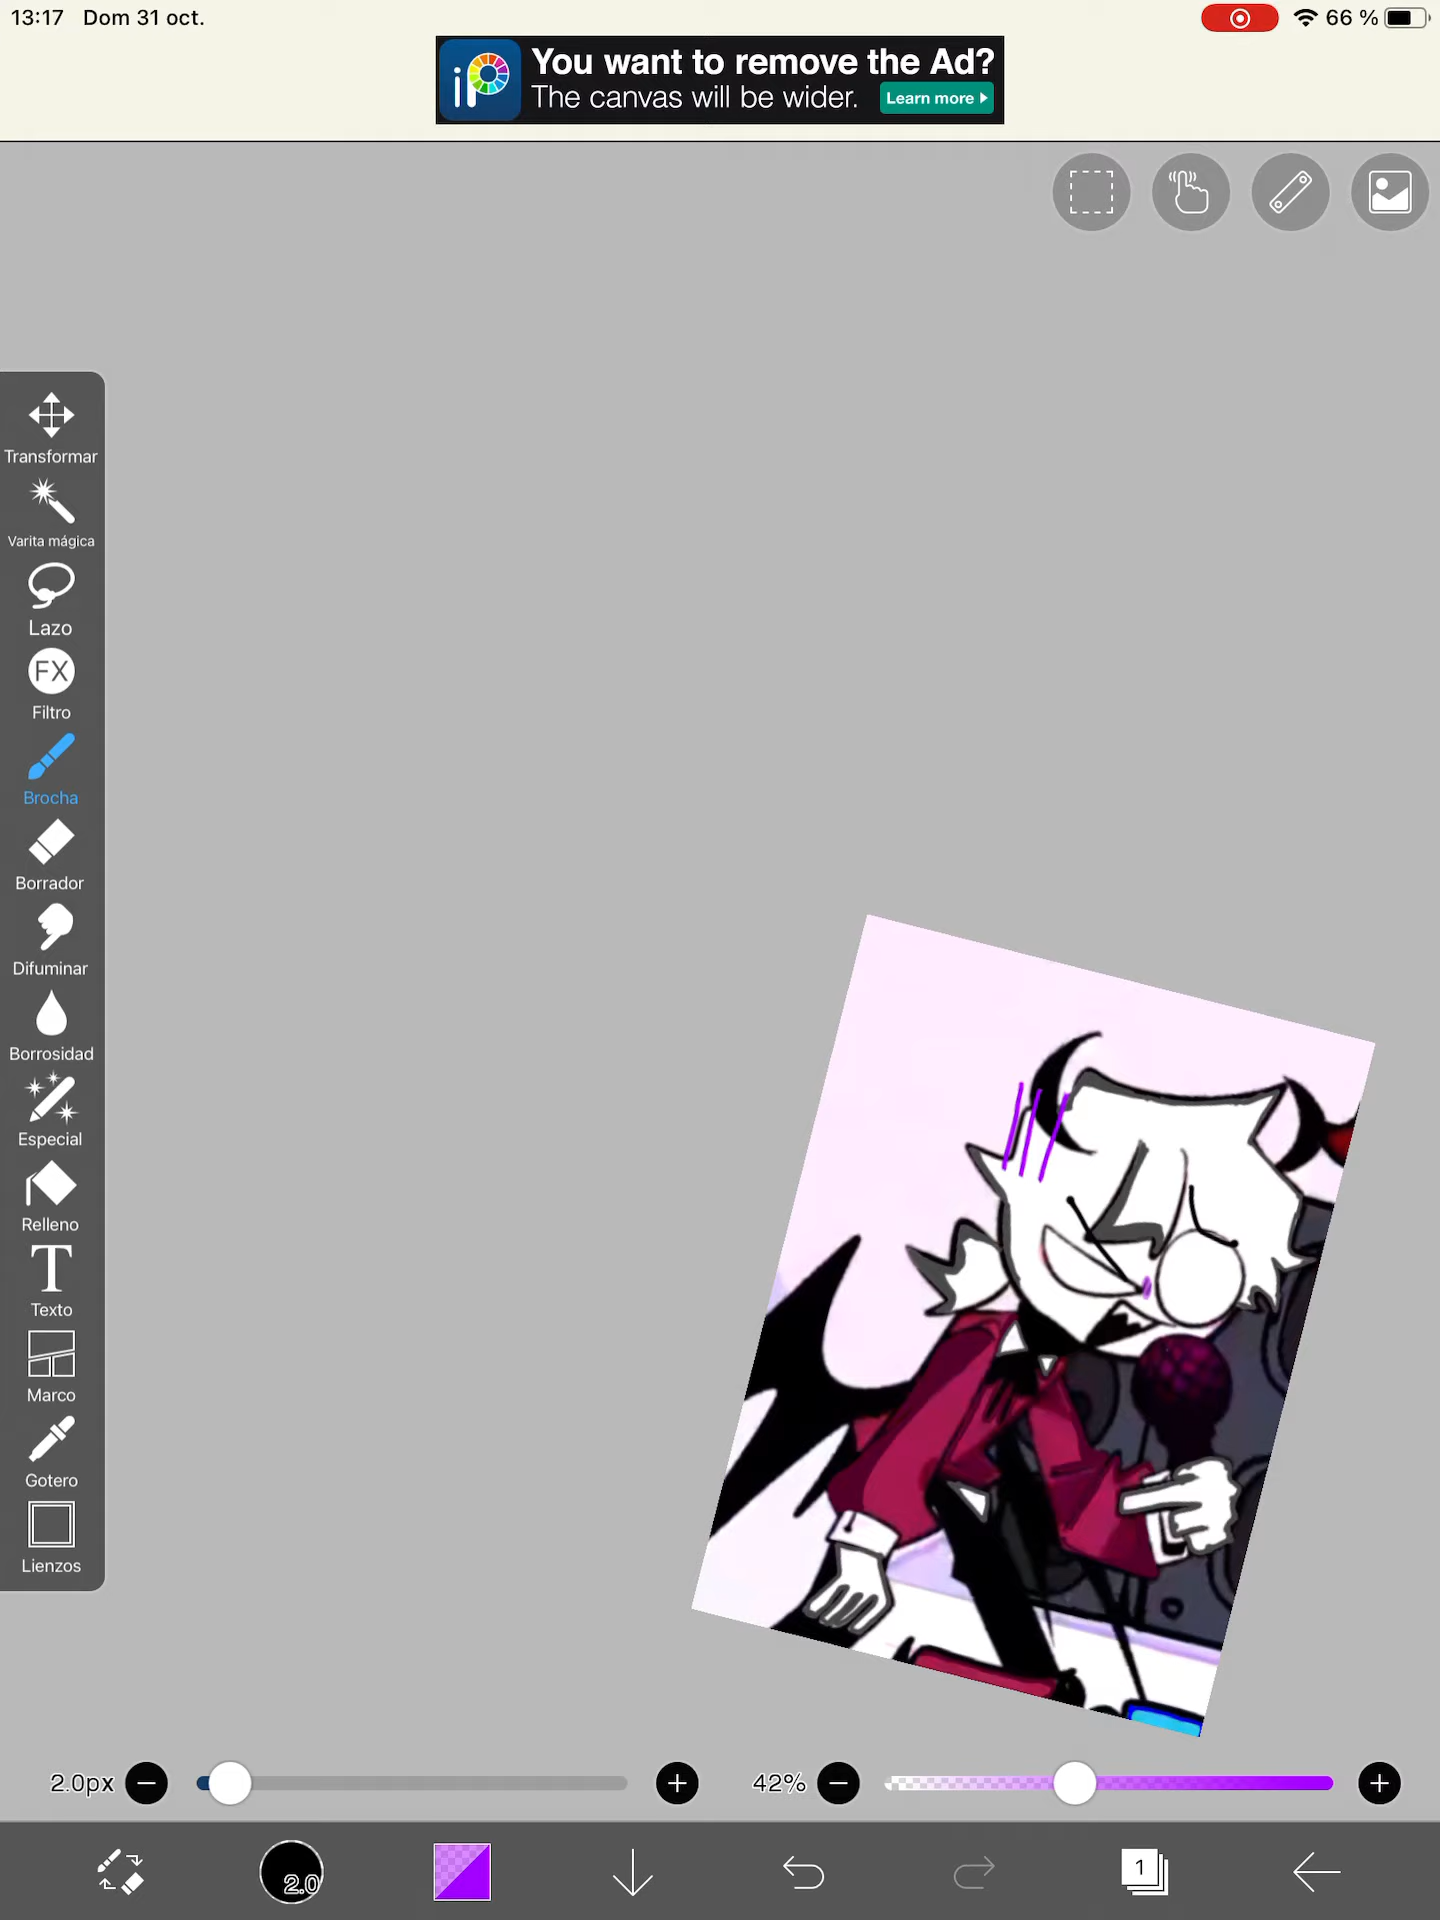 13:17 Dom 31 oct.
66 %
iP
You want to remove the Ad?
The canvas will be wider.
Learn more
Transformar
Varita mágica
Lazo
FX
Filtro
Brocha
Borrador
Difuminar
Borrosidad
Especial
Relleno
T
Texto
Marco
Gotero
Lienzos
2.0px
42%
2.0
1